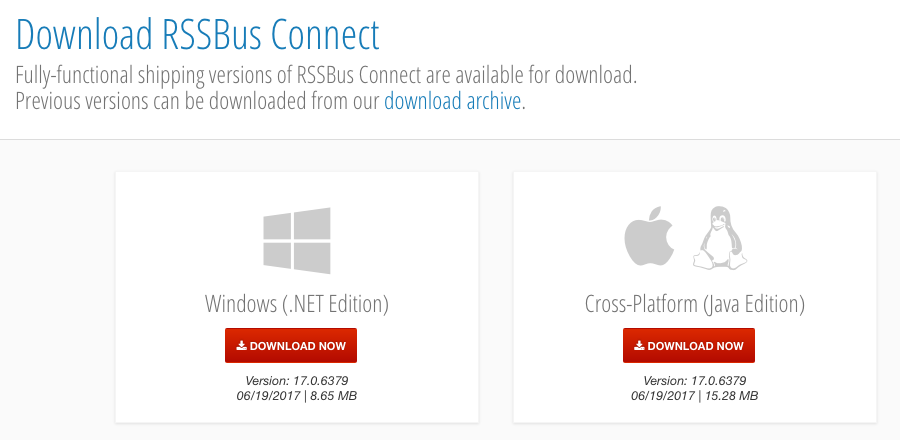 Download RSSBus Connect
Fully-functional shipping versions of RSSBus Connect are available for download.
Previous versions can be downloaded from our download archive.
Windows (.NET Edition)
DOWNLOAD NOW
Version: 17.0.6379
06/19/2017 | 8.65 MB
Cross-Platform (Java Edition)
DOWNLOAD NOW
Version: 17.0.6379
06/19/2017 | 15.28 MB